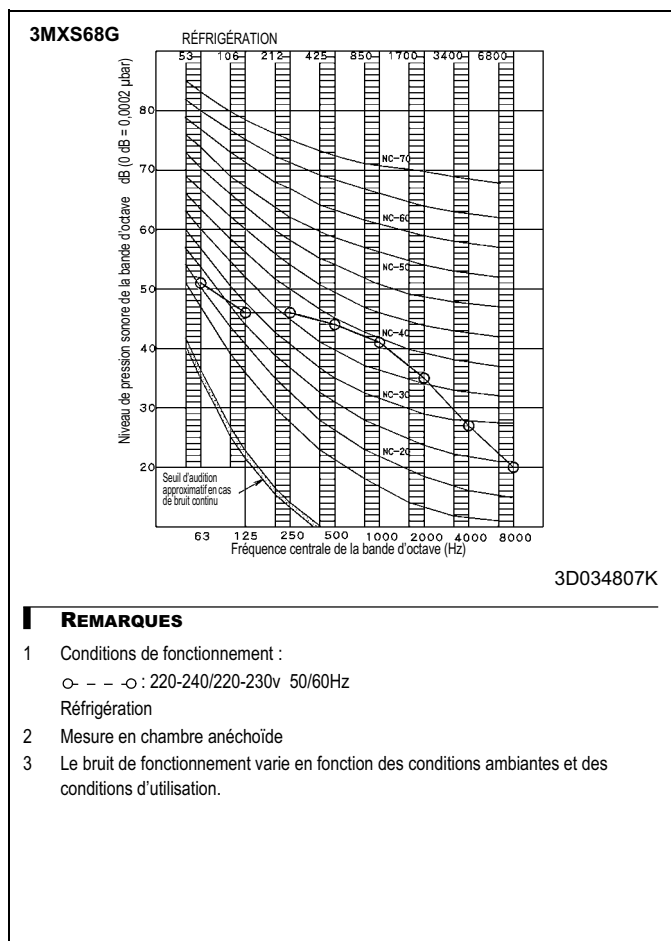 3MXS68G
RÉFRIGÉRATION
53 106 212 425 850 1700 3400 6800
Niveau de pression sonore de la bande d'octave dB (0 dB = 0,0002 µbar)
80
70
60
50
40
30
20
NC-70
NC-60
NC-50
NC-40
NC-30
NC-20
Seuil d'audition
approximatif en cas
de bruit continu
63 125 250 500 1000 2000 4000 8000
Fréquence centrale de la bande d'octave (Hz)
3D034807K
REMARQUES
1 Conditions de fonctionnement :
: 220-240/220-230v 50/60Hz
Réfrigération
2 Mesure en chambre anéchoïde
3 Le bruit de fonctionnement varie en fonction des conditions ambiantes et des
conditions d'utilisation.